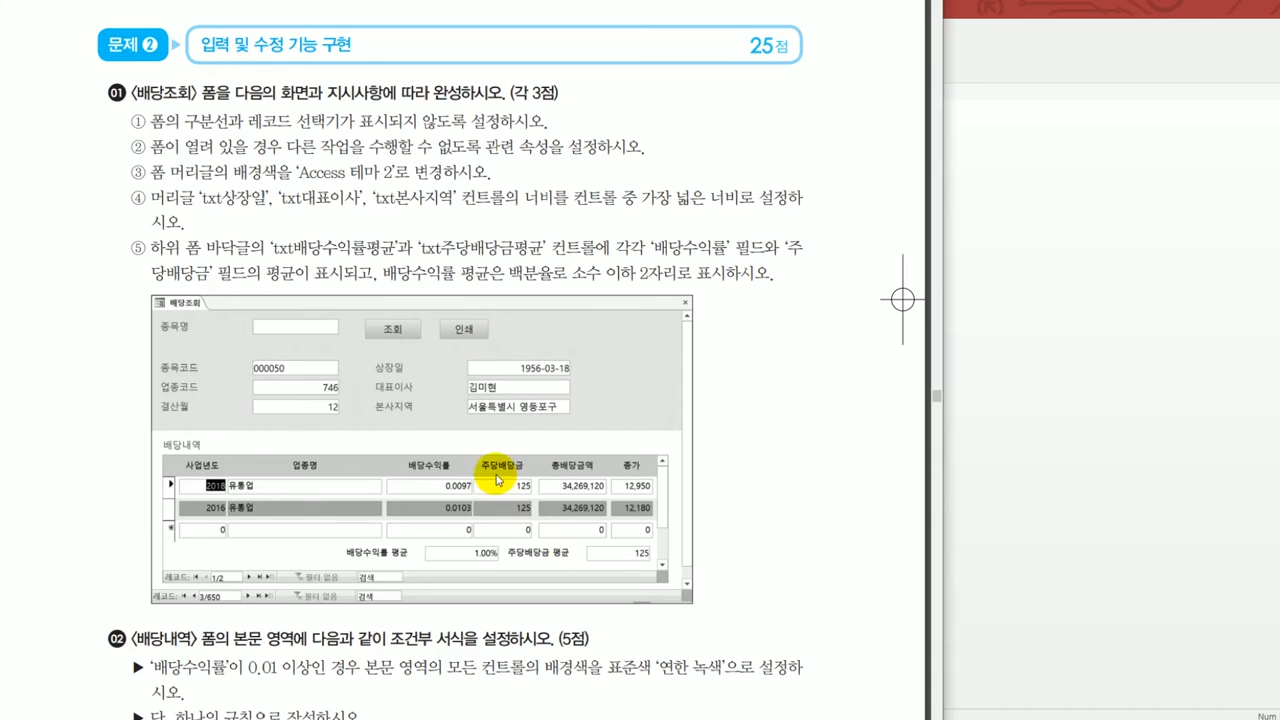 문제 ② 입력 및 수정 기능 구현 25점
01 〈배당조회〉 폼을 다음의 화면과 지시사항에 따라 완성하시오. (각 3점)
① 폼의 구분선과 레코드 선택기가 표시되지 않도록 설정하시오.
② 폼이 열려 있을 경우 다른 작업을 수행할 수 없도록 관련 속성을 설정하시오.
③ 폼 머리글의 배경색을 ‘Access 테마 2’로 변경하시오.
④ 머리글 ‘txt상장일’, ‘txt대표이사’, ‘txt본사지역’ 컨트롤의 너비를 컨트롤 중 가장 넓은 너비로 설정하
시오.
⑤ 하위 폼 바닥글의 ‘txt배당수익률평균’과 ‘txt주당배당금평균’ 컨트롤에 각각 ‘배당수익률’ 필드와 ‘주
당배당금’ 필드의 평균이 표시되고, 배당수익률 평균은 백분율로 소수 이하 2자리로 표시하시오.
배당조회 ×
종목명 조회 인쇄
종목코드 000050 상장일 1956-03-18
업종코드 746 대표이사 김미현
결산월 12 본사지역 서울특별시 영등포구
배당내역
사업년도 업종명 배당수익률 주당배당금 총배당금액 종가
2018 유통업 0.0097 125 34,269,120 12,950
2016 유통업 0.0103 125 34,269,120 12,180
* 0 0 0 0 0
배당수익률 평균 1.00% 주당배당금 평균 125
레코드: 1/2 필터 없음 검색
레코드: 3/650 필터 없음 검색
02 〈배당내역〉 폼의 본문 영역에 다음과 같이 조건부 서식을 설정하시오. (5점)
▶ ‘배당수익률’이 0.01 이상인 경우 본문 영역의 모든 컨트롤의 배경색을 표준색 ‘연한 녹색’으로 설정하
시오.
▶ 단, 하나의 규칙으로 작성하시오.
Num